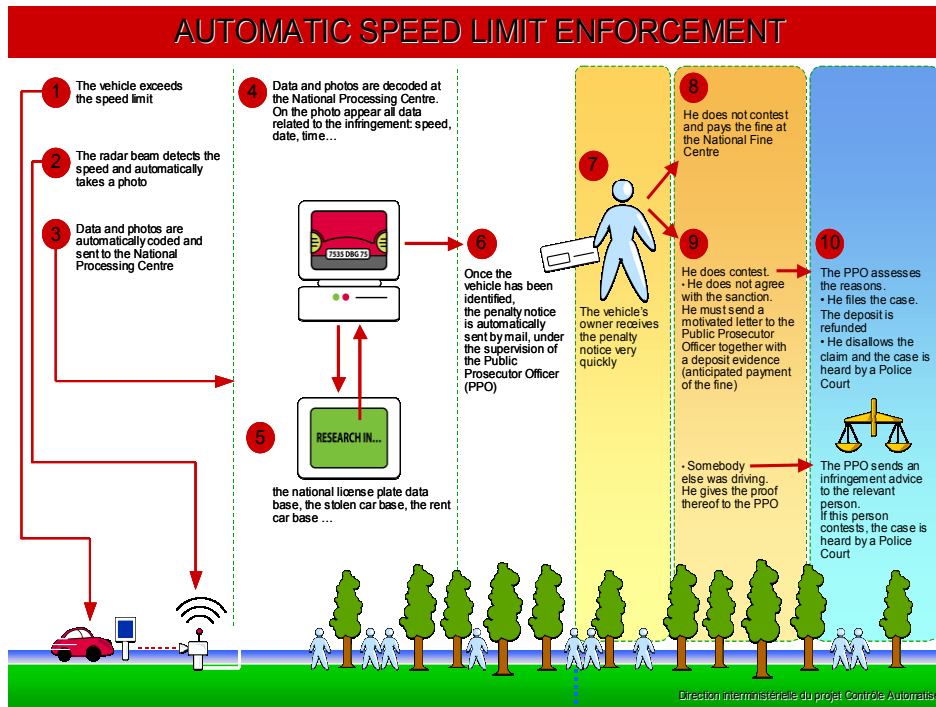 AUTOMATIC SPEED LIMIT ENFORCEMENT
1
The vehicle exceeds
the speed limit
2
The radar beam detects the
speed and automatically
takes a photo
3
Data and photos are
automatically coded and
sent to the National
Processing Centre
4
Data and photos are decoded at
the National Processing Centre.
On the photo appear all data
related to the infringement: speed,
date, time…
7535 DBG 75
5
RESEARCH IN...
the national license plate data
base, the stolen car base, the rent
car base …
6
Once the
vehicle has been
identified,
the penalty notice
is automatically
sent by mail, under
the supervision of
the Public
Prosecutor Officer
(PPO)
7
The vehicle's
owner receives
the penalty
notice very
quickly
8
He does not contest
and pays the fine at
the National Fine
Centre
9
He does contest.
• He does not agree
with the sanction.
He must send a
motivated letter to the
Public Prosecutor
Officer together with
a deposit evidence
(anticipated payment
of the fine)
• Somebody
else was driving.
He gives the proof
thereof to the PPO
10
The PPO assesses
the reasons.
• He files the case.
The deposit is
refunded
• He disallows the
claim and the case is
heard by a Police
Court
The PPO sends an
infringement advice
to the relevant
person.
If this person
contests, the case is
heard by a Police
Court
Direction interministérielle du projet Contrôle Automatis